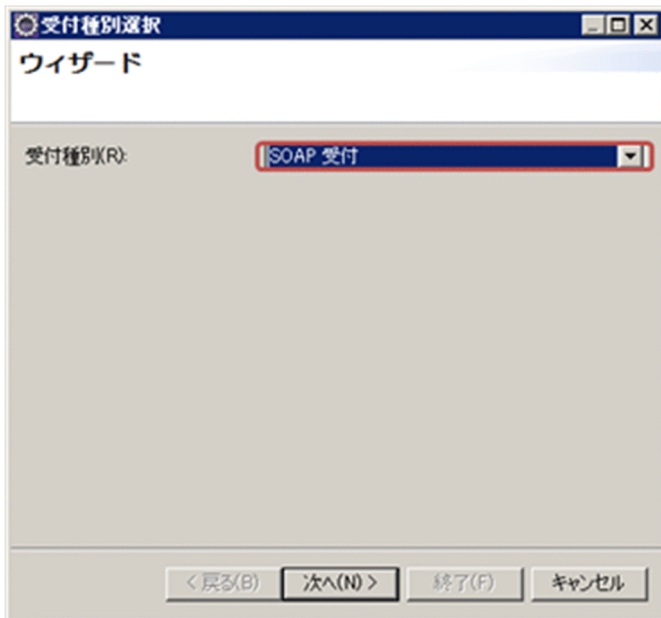 受付種別選択
ウィザード
受付種別(R):
SOAP 受付
< 戻る(B)
次へ(N) >
終了(F)
キャンセル